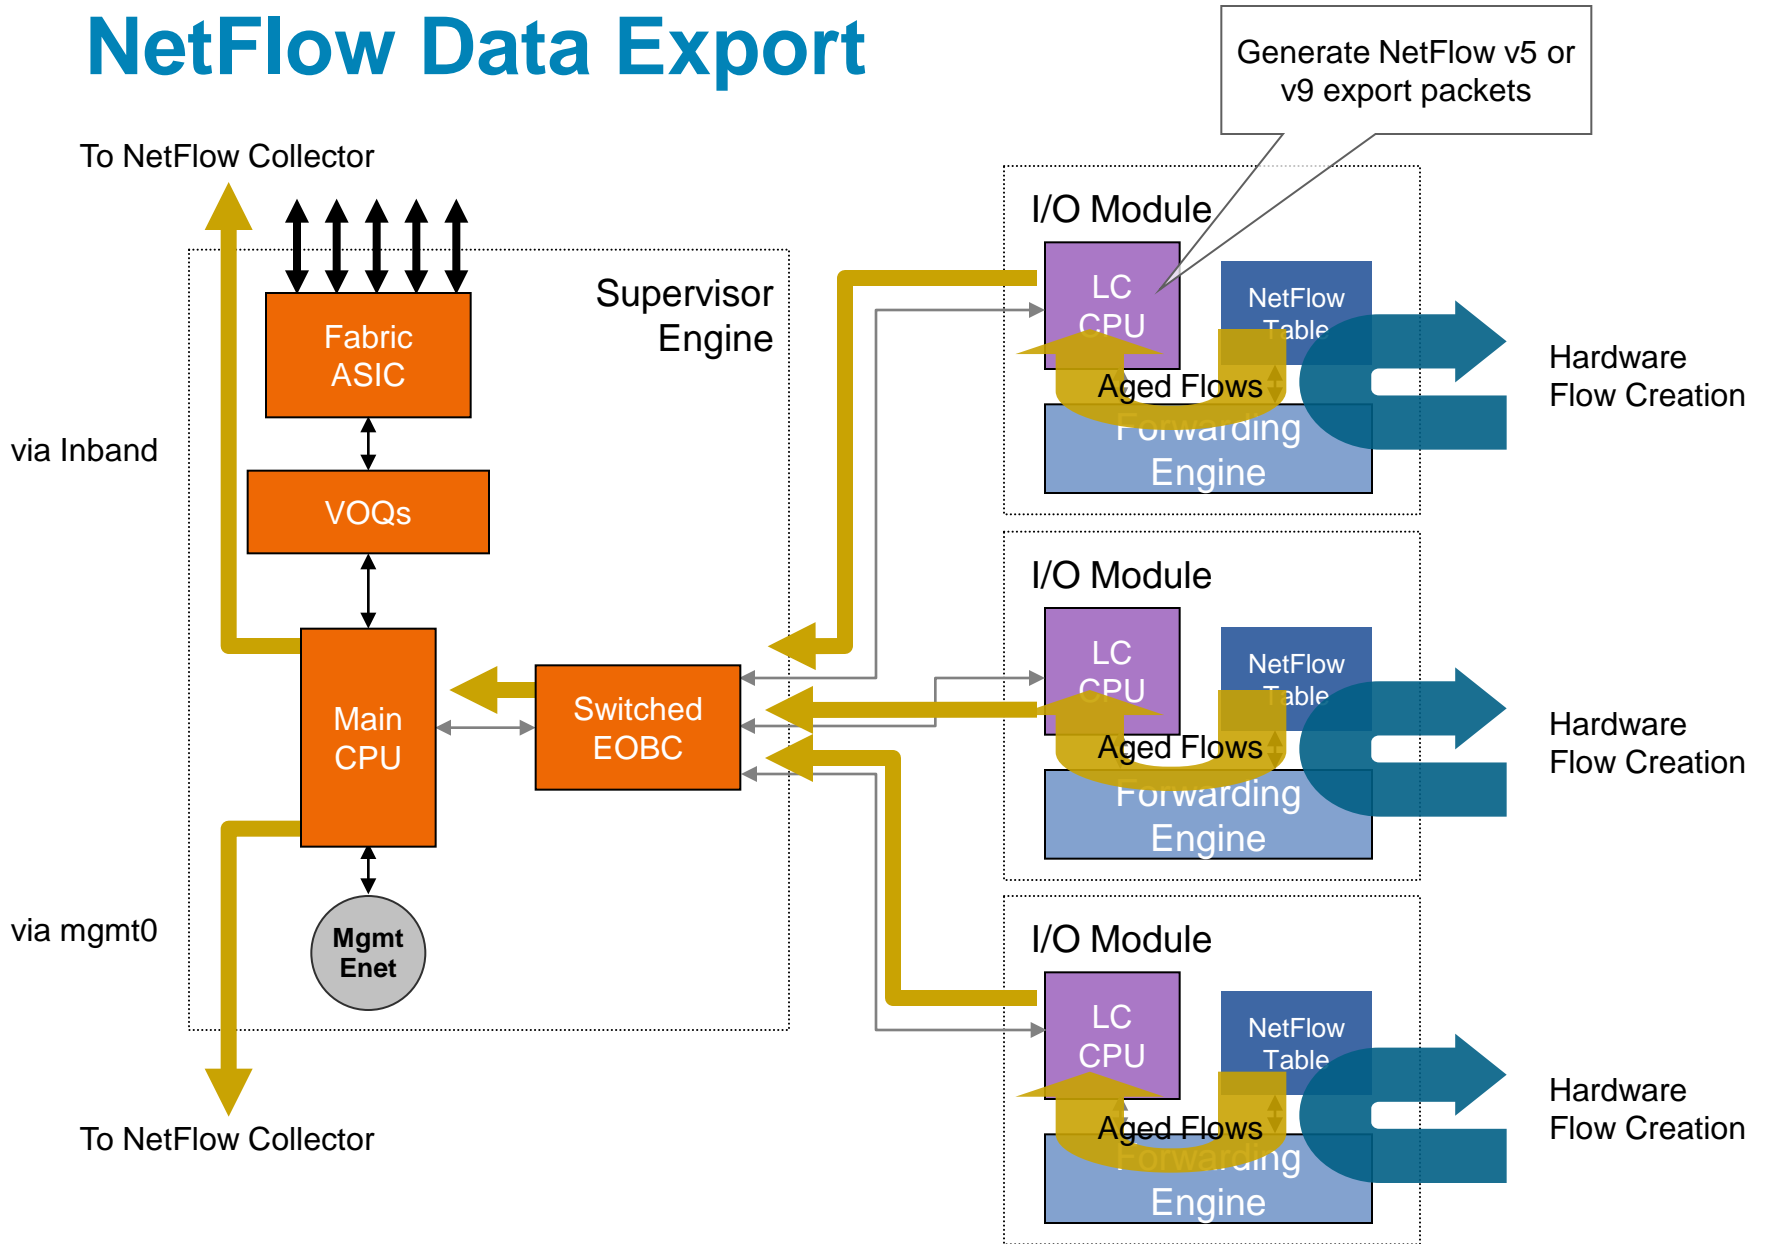 NetFlow Data Export
Generate NetFlow v5 or
v9 export packets
To NetFlow Collector
Fabric
ASIC
Supervisor
Engine
via Inband
VOQs
Main
CPU
Switched
EOBC
via mgmt0
Mgmt
Enet
To NetFlow Collector
I/O Module
LC
CPU
NetFlow
Table
Aged Flows
Forwarding
Engine
Hardware
Flow Creation
I/O Module
LC
CPU
NetFlow
Table
Aged Flows
Forwarding
Engine
Hardware
Flow Creation
I/O Module
LC
CPU
NetFlow
Table
Aged Flows
Forwarding
Engine
Hardware
Flow Creation